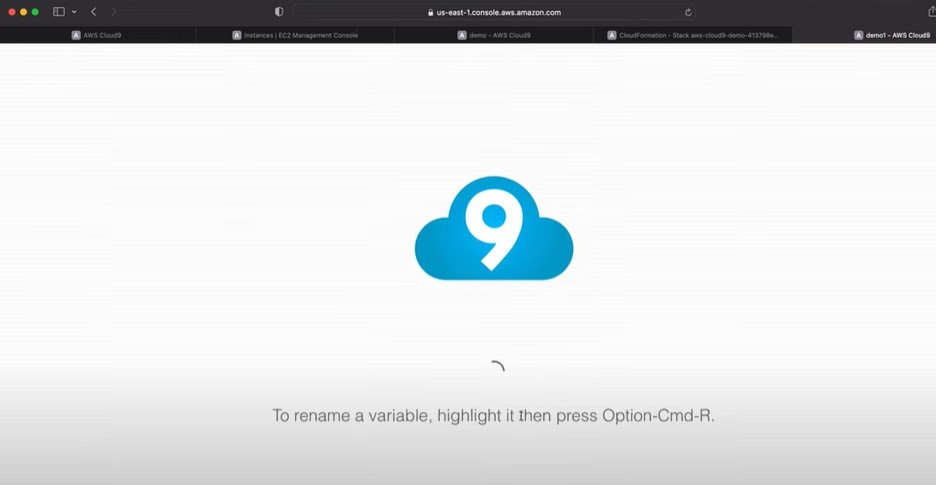 us-east-1.console.aws.amazon.com
AWS Cloud9
Instances | EC2 Management Console
demo - AWS Cloud9
CloudFormation - Stack aws-cloud9-demo-413798e...
demo1 - AWS Cloud9
9
To rename a variable, highlight it then press Option-Cmd-R.